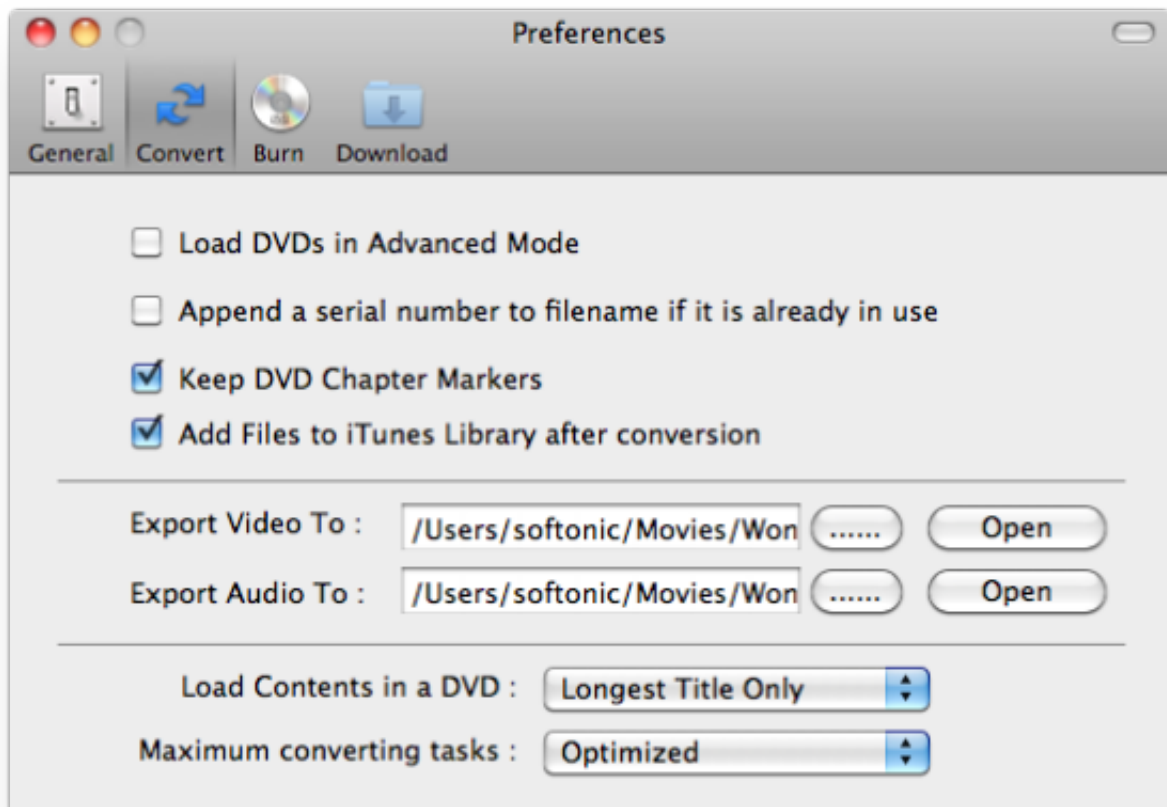 Preferences
General Convert Burn Download
Load DVDs in Advanced Mode
Append a serial number to filename if it is already in use
Keep DVD Chapter Markers
Add Files to iTunes Library after conversion
Export Video To : /Users/softonic/Movies/Won ...... Open
Export Audio To : /Users/softonic/Movies/Won ...... Open
Load Contents in a DVD : Longest Title Only
Maximum converting tasks : Optimized